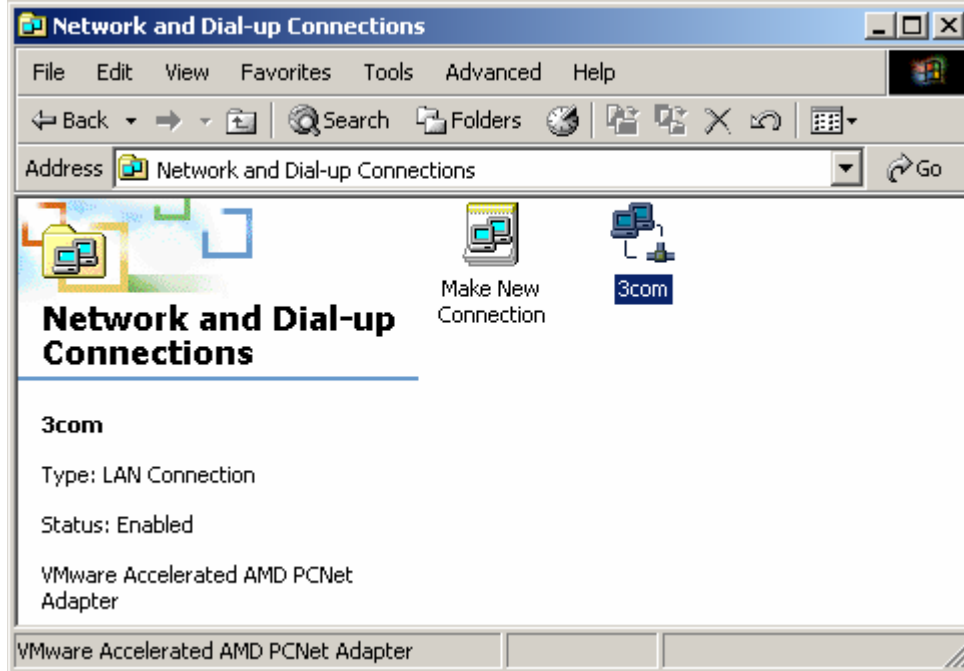 Network and Dial-up Connections
File Edit View Favorites Tools Advanced Help
Back Search Folders
Address Network and Dial-up Connections Go
Make New
Connection
3com
Network and Dial-up
Connections
3com
Type: LAN Connection
Status: Enabled
VMware Accelerated AMD PCNet
Adapter
VMware Accelerated AMD PCNet Adapter